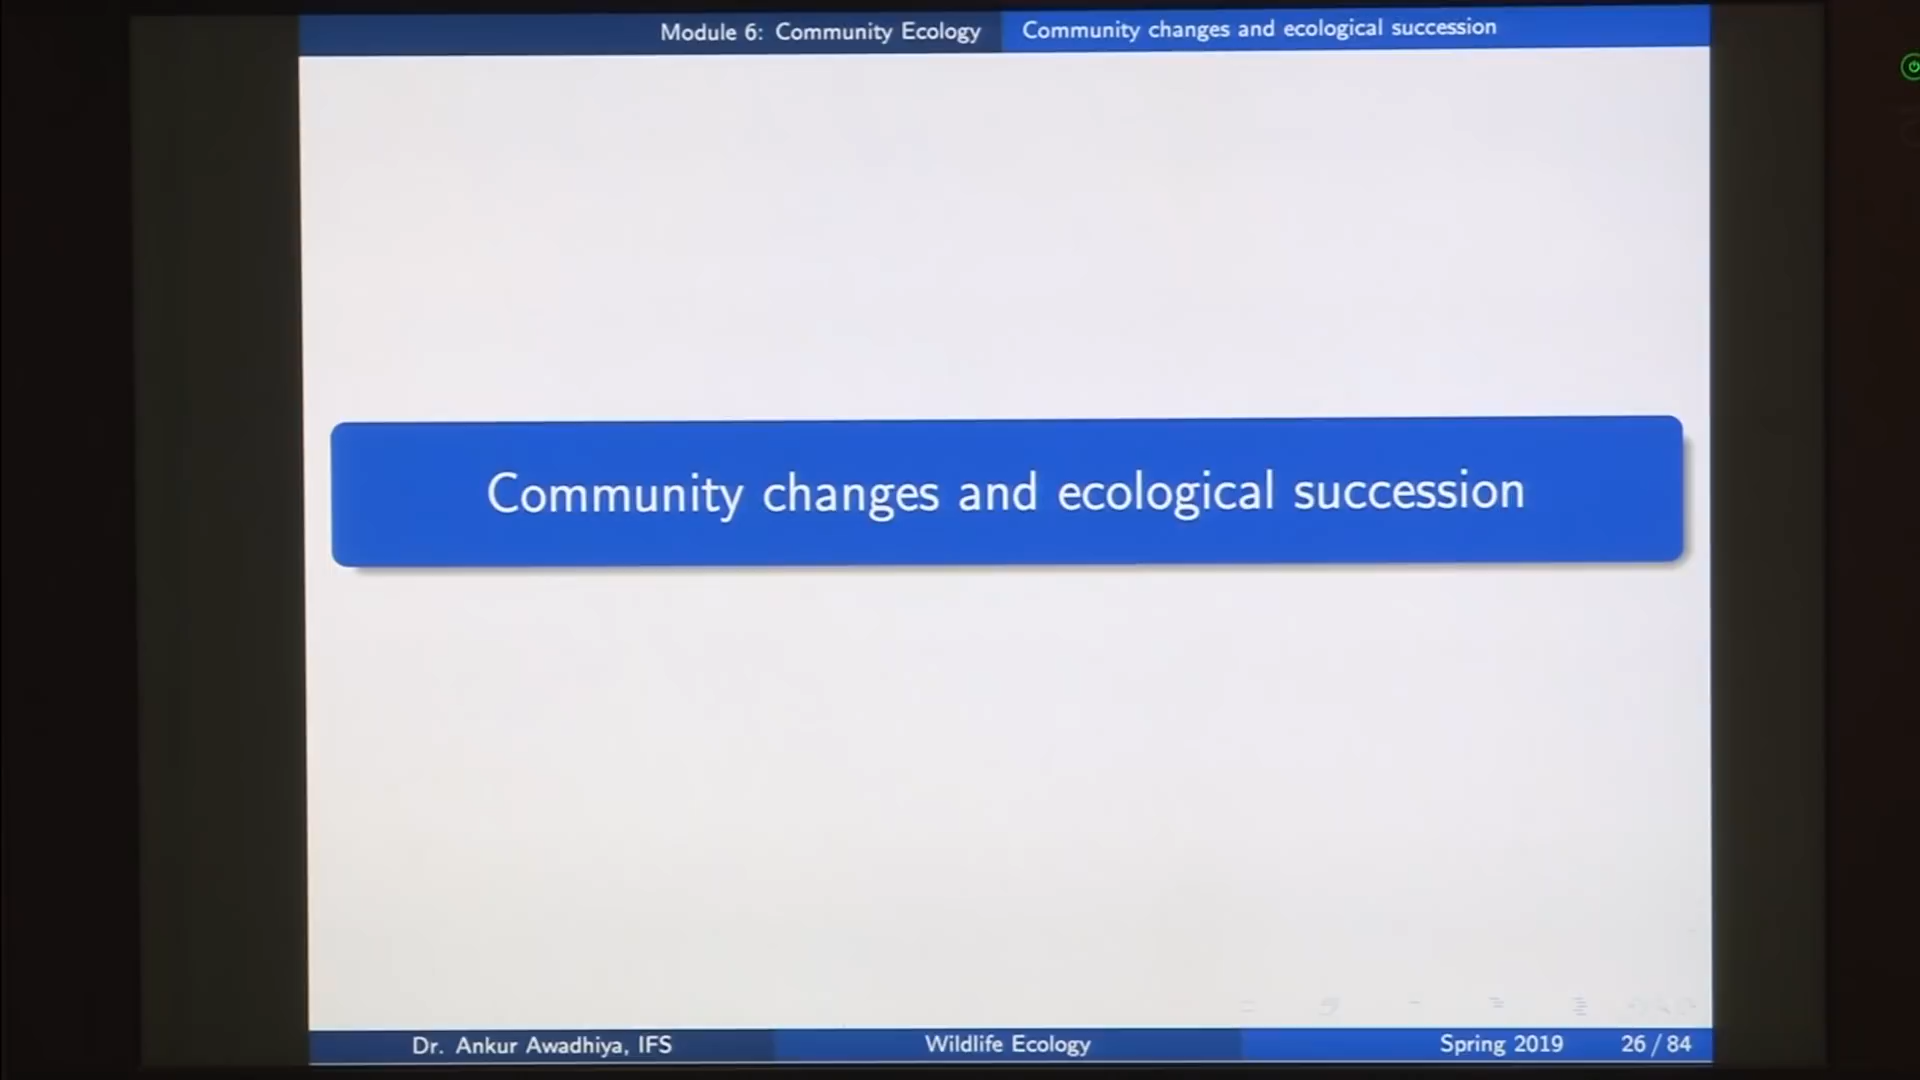 Module 6: Community Ecology Community changes and ecological succession
Community changes and ecological succession
Dr. Ankur Awadhiya, IFS Wildlife Ecology Spring 2019 26 / 84